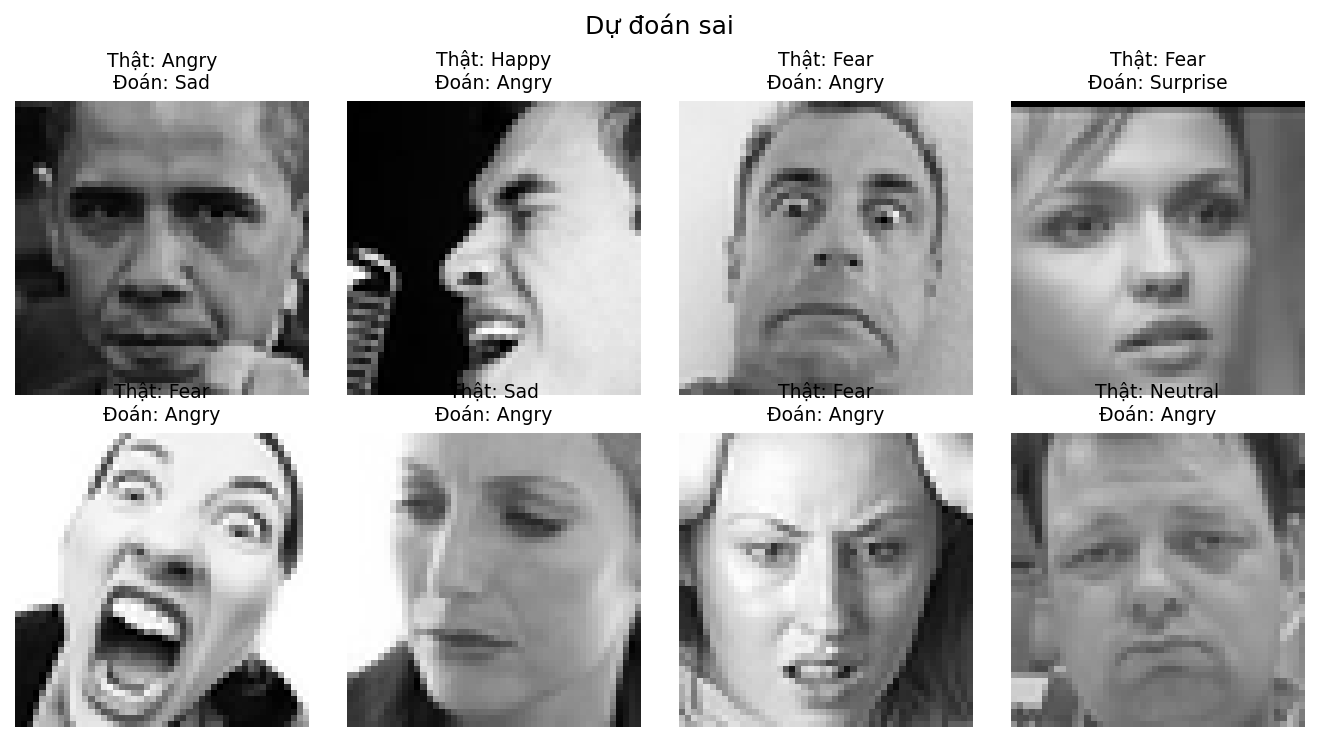 Dự đoán sai
Thật: Angry
Đoán: Sad
Thật: Happy
Đoán: Angry
Thật: Fear
Đoán: Angry
Thật: Fear
Đoán: Surprise
Thật: Fear
Đoán: Angry
Thật: Sad
Đoán: Angry
Thật: Fear
Đoán: Angry
Thật: Neutral
Đoán: Angry